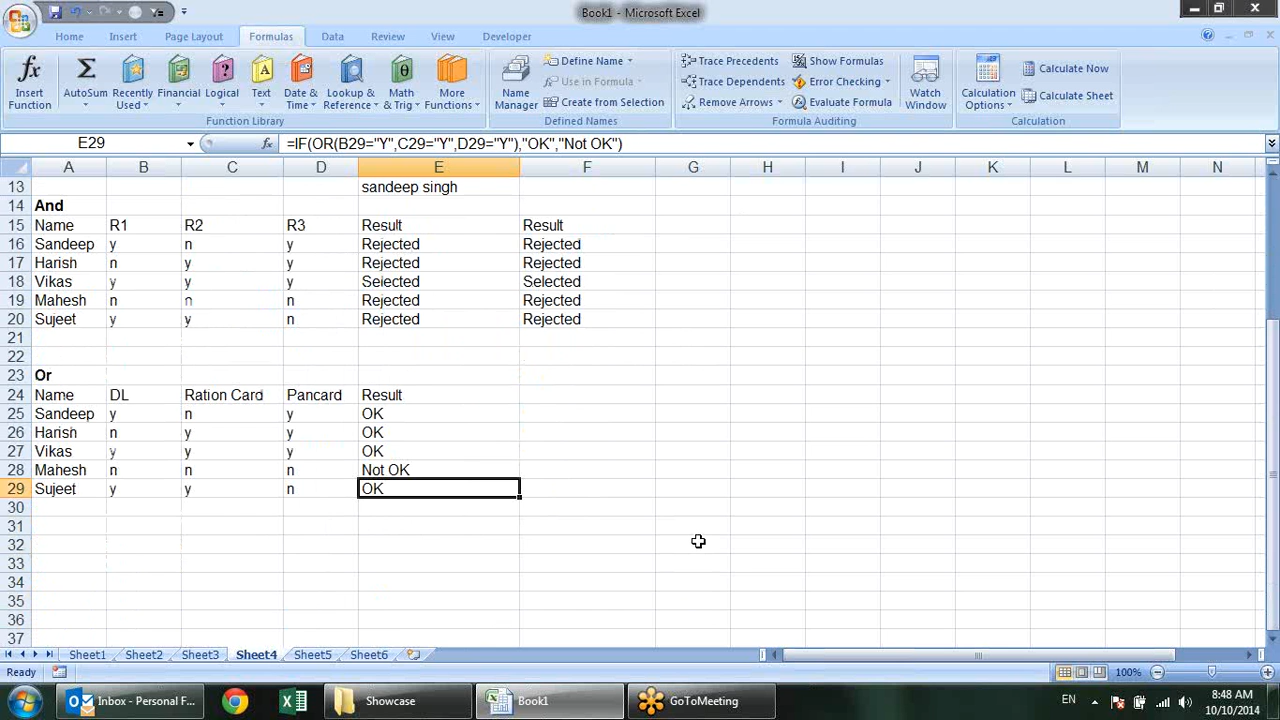 Book1 - Microsoft Excel
Home Insert Page Layout Formulas Data Review View Developer
Insert Function
AutoSum
Recently Used
Financial
Logical
Text
Date & Time
Lookup & Reference
Math & Trig
More Functions
Function Library
Name Manager
Define Name
Use in Formula
Create from Selection
Defined Names
Trace Precedents
Trace Dependents
Remove Arrows
Show Formulas
Error Checking
Evaluate Formula
Formula Auditing
Watch Window
Calculation Options
Calculate Now
Calculate Sheet
Calculation
E29 fx =IF(OR(B29="Y",C29="Y",D29="Y"),"OK","Not OK")
A B C D E F G H I J K L M N
13 sandeep singh
14 And
15 Name R1 R2 R3 Result Result
16 Sandeep y n y Rejected Rejected
17 Harish n y y Rejected Rejected
18 Vikas y y y Selected Selected
19 Mahesh n n n Rejected Rejected
20 Sujeet y y n Rejected Rejected
21
22
23 Or
24 Name DL Ration Card Pancard Result
25 Sandeep y n y OK
26 Harish n y y OK
27 Vikas y y y OK
28 Mahesh n n n Not OK
29 Sujeet y y n OK
30
31
32
33
34
35
36
37
Sheet1 Sheet2 Sheet3 Sheet4 Sheet5 Sheet6
Ready 100%
Inbox - Personal F... Showcase Book1 GoToMeeting EN 8:48 AM
10/10/2014